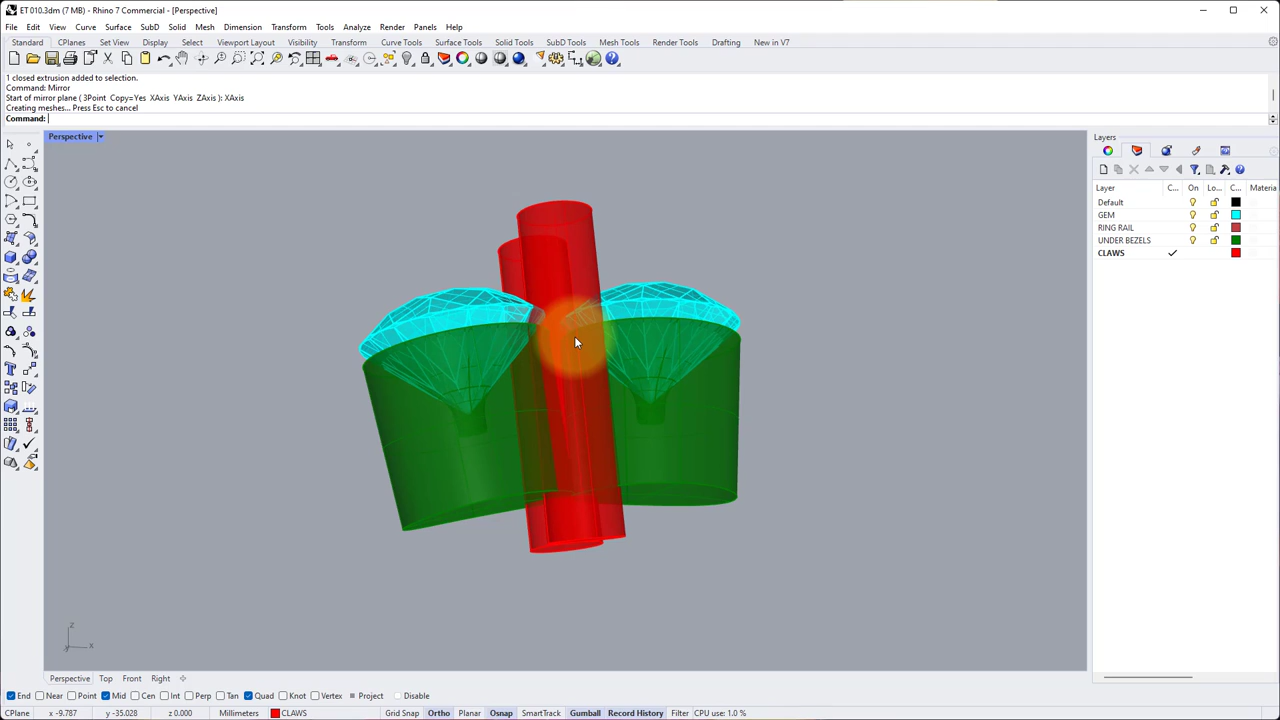 ET 010.3dm (7 MB) - Rhino 7 Commercial - [Perspective]
File Edit View Curve Surface SubD Solid Mesh Dimension Transform Tools Analyze Render Panels Help
Standard CPlanes Set View Display Select Viewport Layout Visibility Transform Curve Tools Surface Tools Solid Tools SubD Tools Mesh Tools Render Tools Drafting New in V7
1 closed extrusion added to selection.
Command: Mirror
Start of mirror plane ( 3Point Copy=Yes XAxis YAxis ZAxis ): XAxis
Creating meshes... Press Esc to cancel
Command:
Perspective
Layers
Layer C... On Lo... C... Materia
Default
GEM
RING RAIL
UNDER BEZELS
CLAWS
z
x
Perspective Top Front Right
End Near Point Mid Cen Int Perp Tan Quad Knot Vertex Project Disable
CPlane x -9.787 y -35.028 z 0.000 Millimeters CLAWS Grid Snap Ortho Planar Osnap SmartTrack Gumball Record History Filter CPU use: 1.0 %